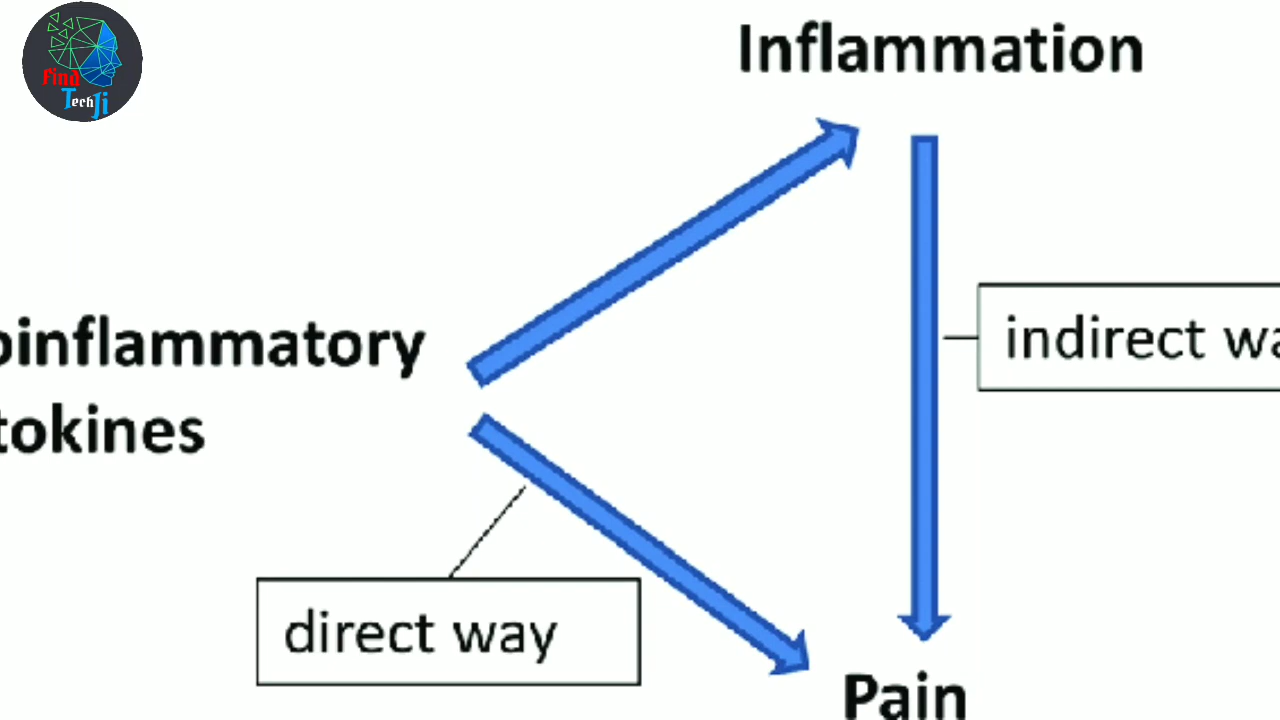 Find
Tech
Ji
Inflammation
oinflammatory
tokines
indirect wa
direct way
Pain